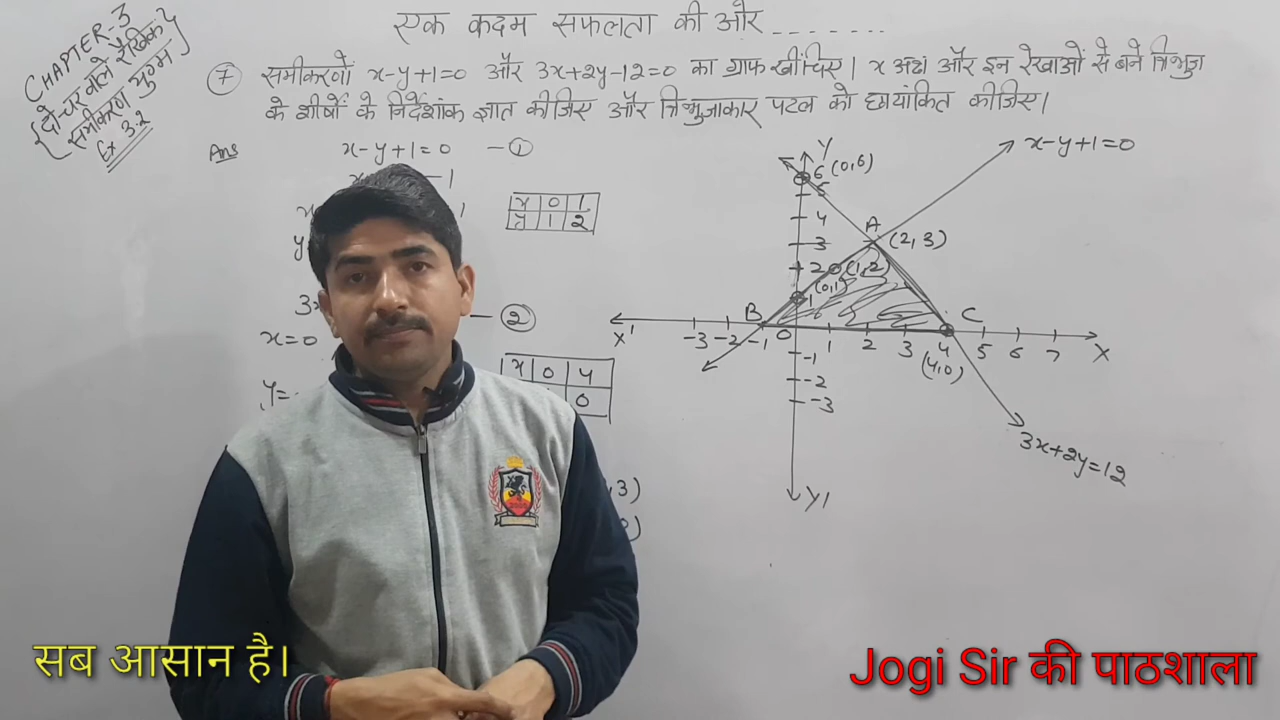 एक कदम सफलता की ओर.......
CHAPTER-3
{दो चर वाले रैखिक
समीकरण युग्म}
Ex 3.2
7 समीकरणों x-y+1=0 और 3x+2y-12=0 का ग्राफ खींचिए। x अक्ष और इन रेखाओं से बने त्रिभुज
के शीर्षों के निर्देशांक ज्ञात कीजिए और त्रिभुजाकार पटल को छायांकित कीजिए।
Ans x-y+1=0 -1
x 0 1
y 1 2
-2
x=0
x 0 4
0
y=
3)
Y
6 (0,6)
5
4
3
2
1
A (2,3)
(1,2)
(0,1)
x-y+1=0
B
C
X' -3 -2 -1 0 1 2 3 4 5 6 7 X
(4,0)
-1
-2
-3
3x+2y=12
Y'
सब आसान है।
Jogi Sir की पाठशाला